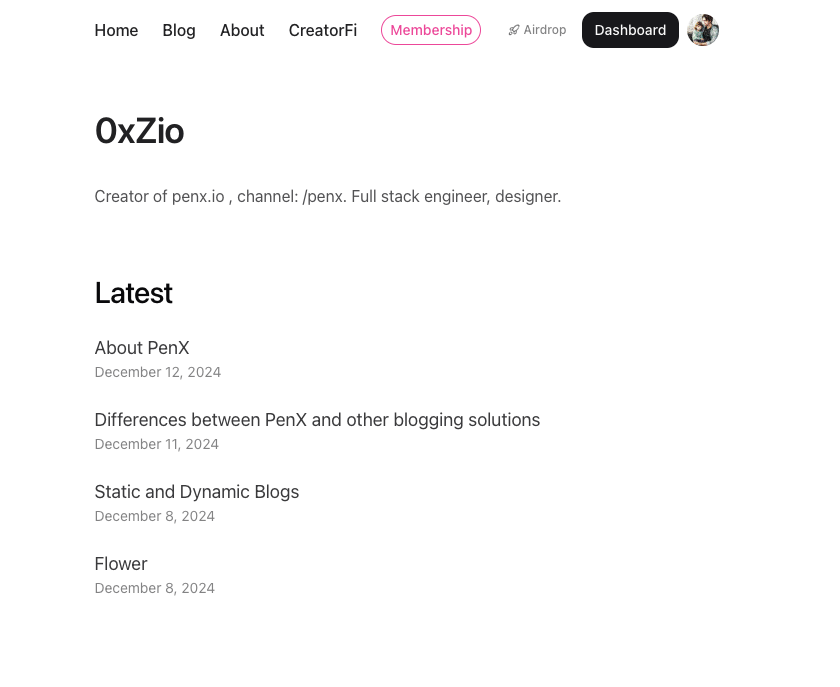 Home Blog About CreatorFi Membership Airdrop Dashboard
0xZio
Creator of penx.io , channel: /penx. Full stack engineer, designer.
Latest
About PenX
December 12, 2024
Differences between PenX and other blogging solutions
December 11, 2024
Static and Dynamic Blogs
December 8, 2024
Flower
December 8, 2024